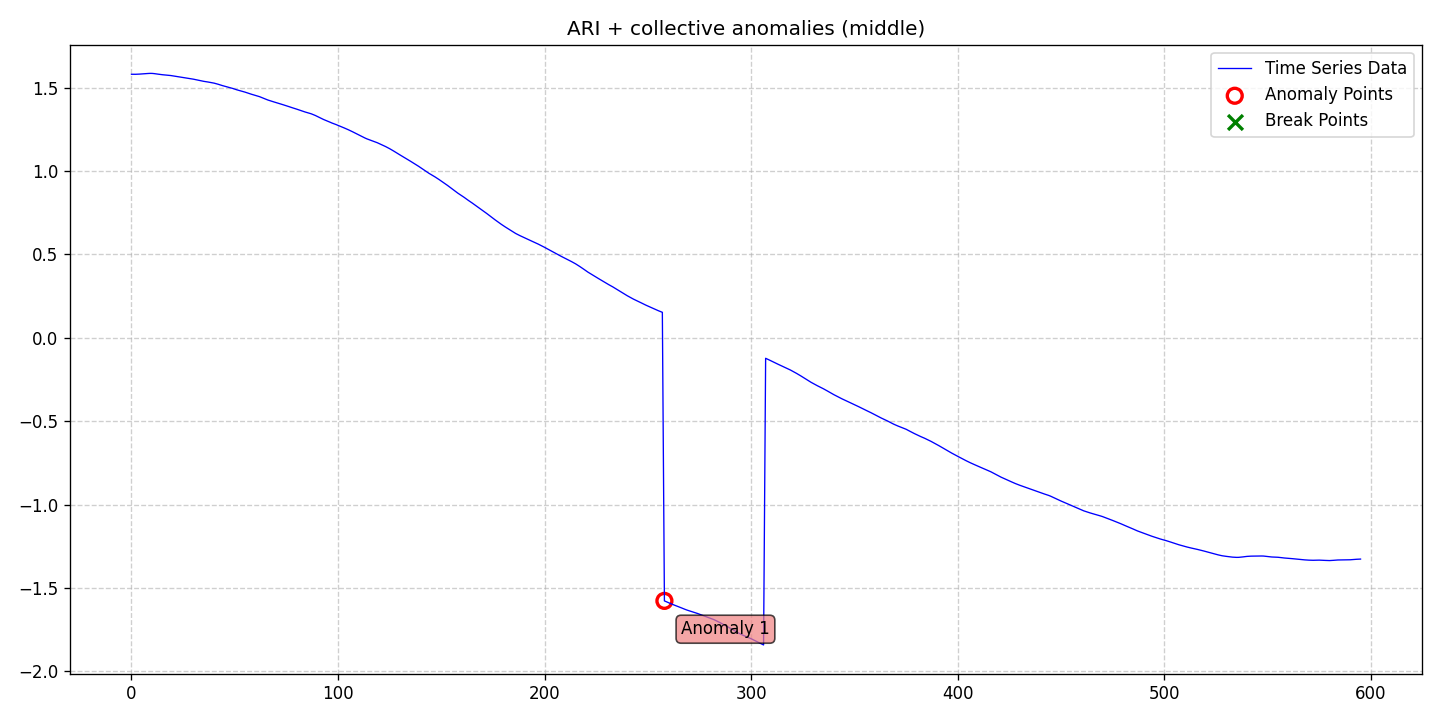 ARI + collective anomalies (middle)
Time Series Data
Anomaly Points
Break Points
1.5
1.0
0.5
0.0
−0.5
−1.0
−1.5
−2.0
Anomaly 1
0 100 200 300 400 500 600